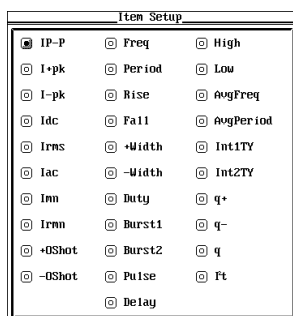 Item Setup
IP-P Freq High
I+pk Period Low
I-pk Rise AvgFreq
Idc Fall AvgPeriod
Irms +Width Int1TY
Iac -Width Int2TY
Imn Duty q+
Irmn Burst1 q-
+OShot Burst2 q
-OShot Pulse I²t
Delay